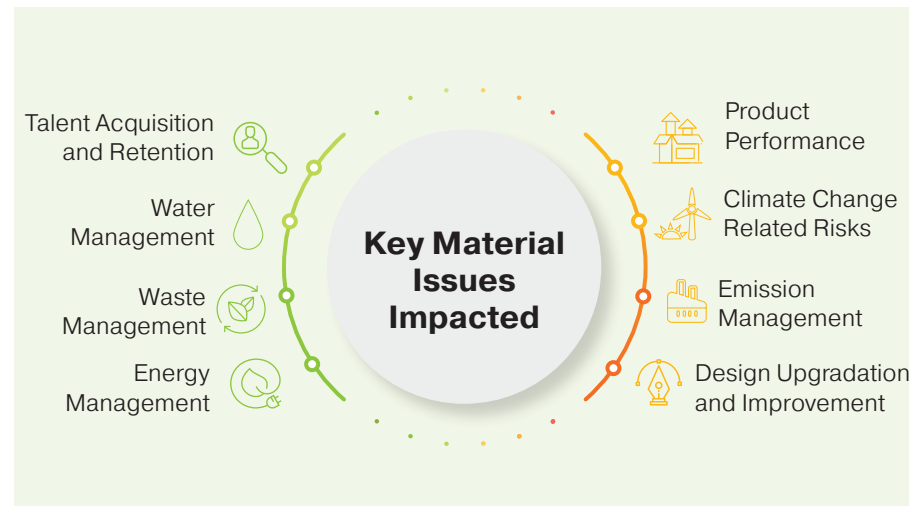 Talent Acquisition
and Retention
Water
Management
Waste
Management
Energy
Management
Key Material
Issues
Impacted
Product
Performance
Climate Change
Related Risks
Emission
Management
Design Upgradation
and Improvement